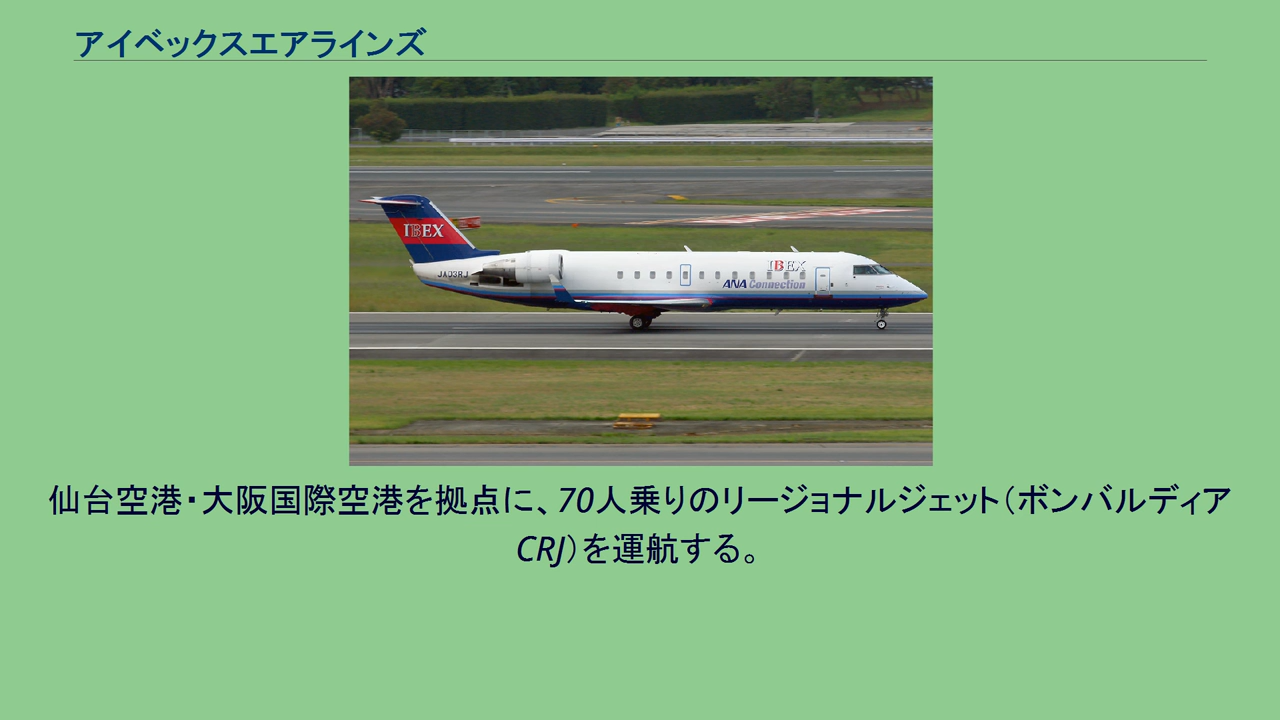 アイベックスエアラインズ
IBEX
IBEX
JA03RJ
ANA Connection
仙台空港・大阪国際空港を拠点に、70人乗りのリージョナルジェット（ボンバルディア
CRJ）を運航する。